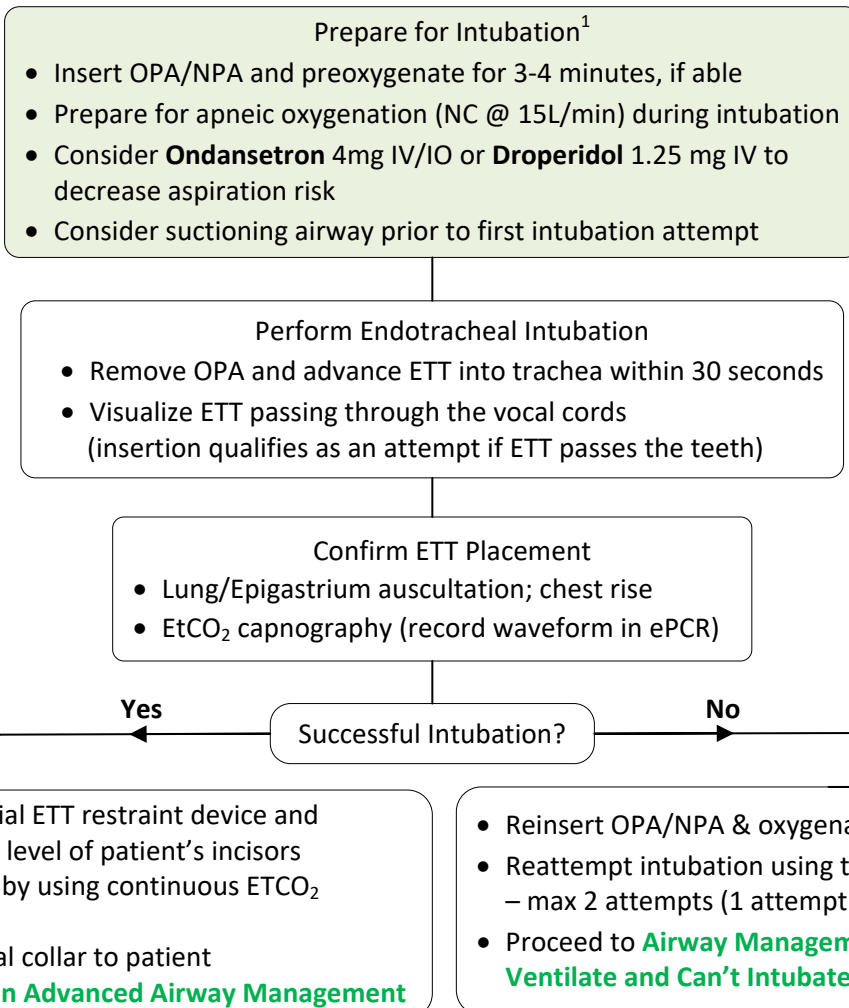 Prepare for Intubation1
• Insert OPA/NPA and preoxygenate for 3-4 minutes, if able
• Prepare for apneic oxygenation (NC @ 15L/min) during intubation
• Consider Ondansetron 4mg IV/IO or Droperidol 1.25 mg IV to
decrease aspiration risk
• Consider suctioning airway prior to first intubation attempt
Perform Endotracheal Intubation
• Remove OPA and advance ETT into trachea within 30 seconds
• Visualize ETT passing through the vocal cords
(insertion qualifies as an attempt if ETT passes the teeth)
Confirm ETT Placement
• Lung/Epigastrium auscultation; chest rise
• EtCO2 capnography (record waveform in ePCR)
Yes
Successful Intubation?
No
ial ETT restraint device and
level of patient's incisors
by using continuous ETCO2
al collar to patient
n Advanced Airway Management
• Reinsert OPA/NPA & oxygena
• Reattempt intubation using t
– max 2 attempts (1 attempt
• Proceed to Airway Managem
Ventilate and Can't Intubate